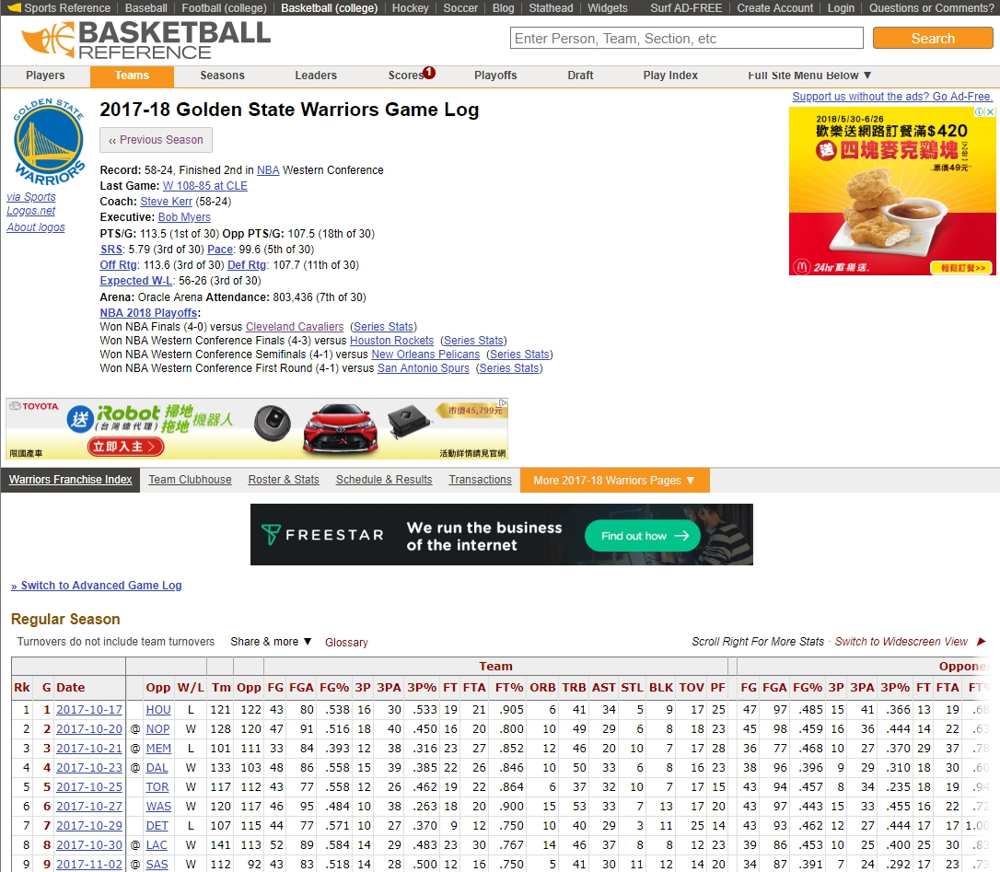 Sports Reference Baseball Football (college) Basketball (college) Hockey Soccer Blog Stathead Widgets Surf AD-FREE Create Account Login Questions or Comments?
BASKETBALL
REFERENCE
Enter Person, Team, Section, etc Search
Players Teams Seasons Leaders Scores 1 Playoffs Draft Play Index Full Site Menu Below ▼
Support us without the ads? Go Ad-Free.
GOLDEN STATE
WARRIORS
via Sports
Logos.net
About logos
2017-18 Golden State Warriors Game Log
‹‹ Previous Season
Record: 58-24, Finished 2nd in NBA Western Conference
Last Game: W 108-85 at CLE
Coach: Steve Kerr (58-24)
Executive: Bob Myers
PTS/G: 113.5 (1st of 30) Opp PTS/G: 107.5 (18th of 30)
SRS: 5.79 (3rd of 30) Pace: 99.6 (5th of 30)
Off Rtg: 113.6 (3rd of 30) Def Rtg: 107.7 (11th of 30)
Expected W-L: 56-26 (3rd of 30)
Arena: Oracle Arena Attendance: 803,436 (7th of 30)
NBA 2018 Playoffs:
Won NBA Finals (4-0) versus Cleveland Cavaliers (Series Stats)
Won NBA Western Conference Finals (4-3) versus Houston Rockets (Series Stats)
Won NBA Western Conference Semifinals (4-1) versus New Orleans Pelicans (Series Stats)
Won NBA Western Conference First Round (4-1) versus San Antonio Spurs (Series Stats)
2018/5/30-6/26
歡樂送網路訂餐滿$420
送四塊麥克鷄塊(乙份)
原價49元
24hr歡樂送.
輕鬆訂餐>>
TOYOTA
送 iRobot 掃地
(台灣總代理) 拖地 機器人
市價45,799元
立即入主 >
限國產車 活動詳情請見官網
Warriors Franchise Index Team Clubhouse Roster & Stats Schedule & Results Transactions More 2017-18 Warriors Pages ▼
FREESTAR We run the business
of the internet
Find out how →
» Switch to Advanced Game Log
Regular Season
Turnovers do not include team turnovers Share & more ▼ Glossary Scroll Right For More Stats · Switch to Widescreen View ▶
Team Oppone
Rk G Date Opp W/L Tm Opp FG FGA FG% 3P 3PA 3P% FT FTA FT% ORB TRB AST STL BLK TOV PF FG FGA FG% 3P 3PA 3P% FT FTA FT%
1 1 2017-10-17 HOU L 121 122 43 80 .538 16 30 .533 19 21 .905 6 41 34 5 9 17 25 47 97 .485 15 41 .366 13 19 .68
2 2 2017-10-20 @ NOP W 128 120 47 91 .516 18 40 .450 16 20 .800 10 49 29 6 8 18 23 45 98 .459 16 36 .444 14 22 .63
3 3 2017-10-21 @ MEM L 101 111 33 84 .393 12 38 .316 23 27 .852 12 46 20 10 7 17 28 36 77 .468 10 27 .370 29 37 .78
4 4 2017-10-23 @ DAL W 133 103 48 86 .558 15 39 .385 22 26 .846 10 50 33 6 8 16 23 38 96 .396 9 29 .310 18 30 .60
5 5 2017-10-25 TOR W 117 112 43 77 .558 12 26 .462 19 22 .864 6 37 32 10 7 17 15 43 94 .457 8 34 .235 18 19 .94
6 6 2017-10-27 WAS W 120 117 46 95 .484 10 38 .263 18 20 .900 15 53 33 7 13 17 20 43 97 .443 15 33 .455 16 22 .72
7 7 2017-10-29 DET L 107 115 44 77 .571 10 27 .370 9 12 .750 10 40 29 3 11 25 14 43 93 .462 12 27 .444 17 17 1.00
8 8 2017-10-30 @ LAC W 141 113 52 89 .584 14 29 .483 23 30 .767 14 46 37 8 8 12 23 39 86 .453 10 25 .400 25 30 .83
9 9 2017-11-02 @ SAS W 112 92 43 83 .518 14 28 .500 12 16 .750 5 41 30 11 12 14 20 34 87 .391 7 24 .292 17 23 .73